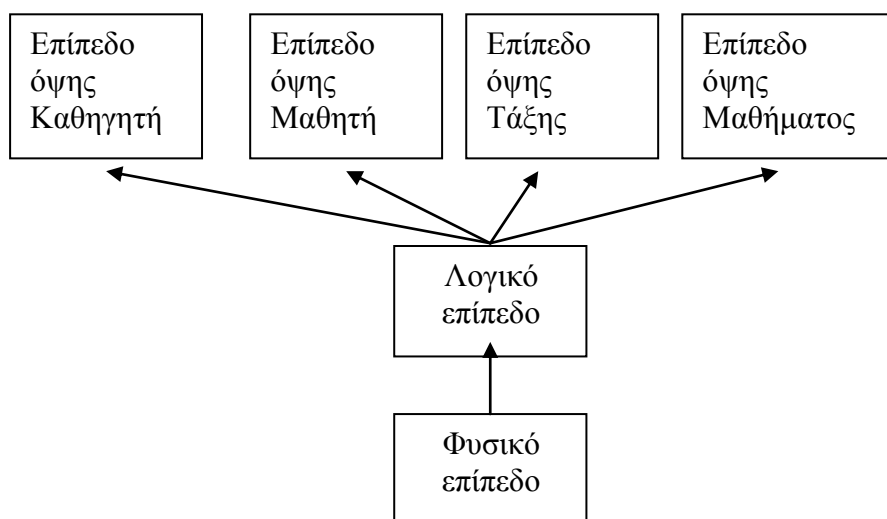 Επίπεδο
όψης
Καθηγητή
Επίπεδο
όψης
Μαθητή
Επίπεδο
όψης
Τάξης
Επίπεδο
όψης
Μαθήματος
Λογικό
επίπεδο
Φυσικό
επίπεδο